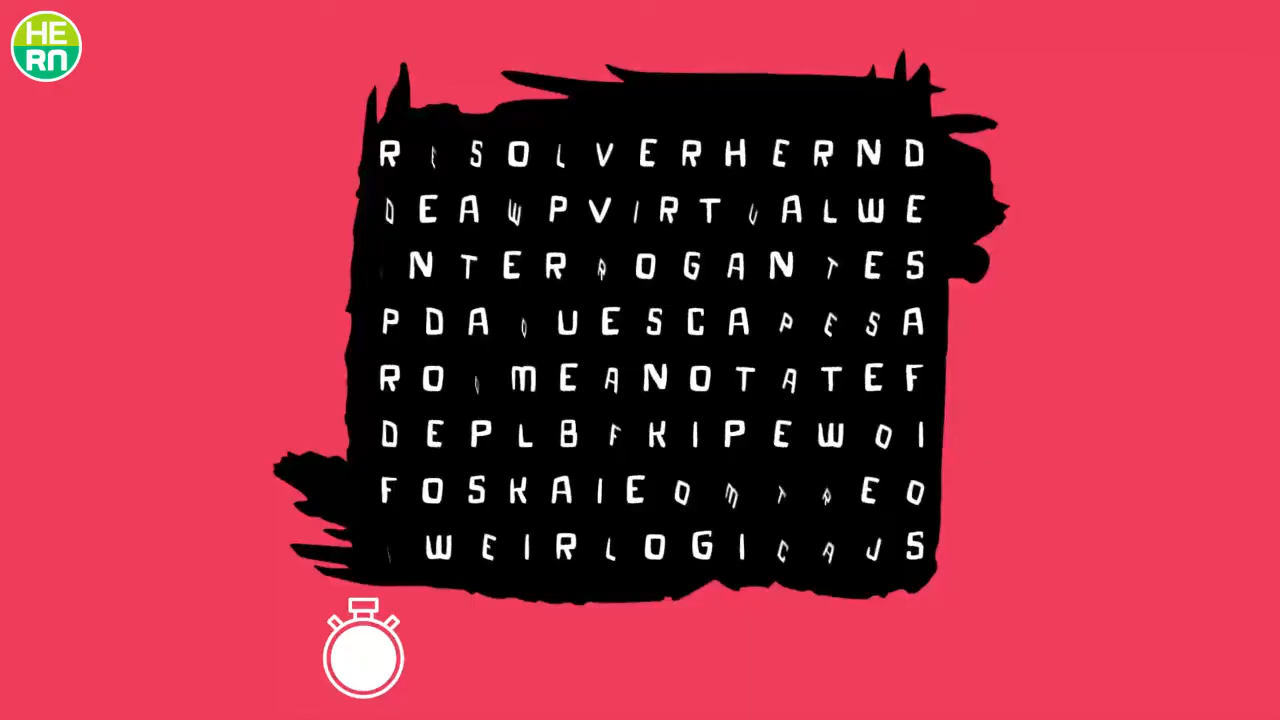 HE
RN
R E S O L V E R H E R N D
D E A W P V I R T U A L W E
I N T E R R O G A N T E S
P D A Q U E S C A P E S A
R O I M E A N O T A T E F
D E P L B F K I P E W O I
F O S K A I E O M T R E O
I W E I R L O G I C A J S